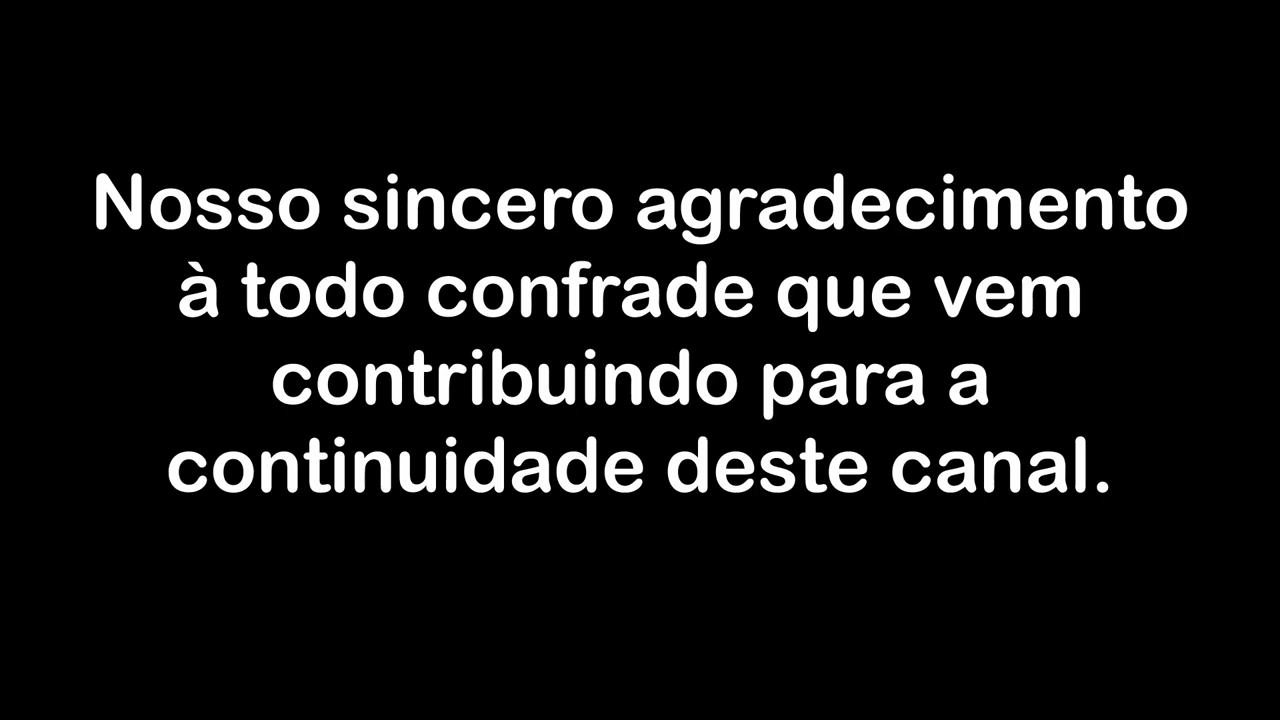 Nosso sincero agradecimento
à todo confrade que vem
contribuindo para a
continuidade deste canal.